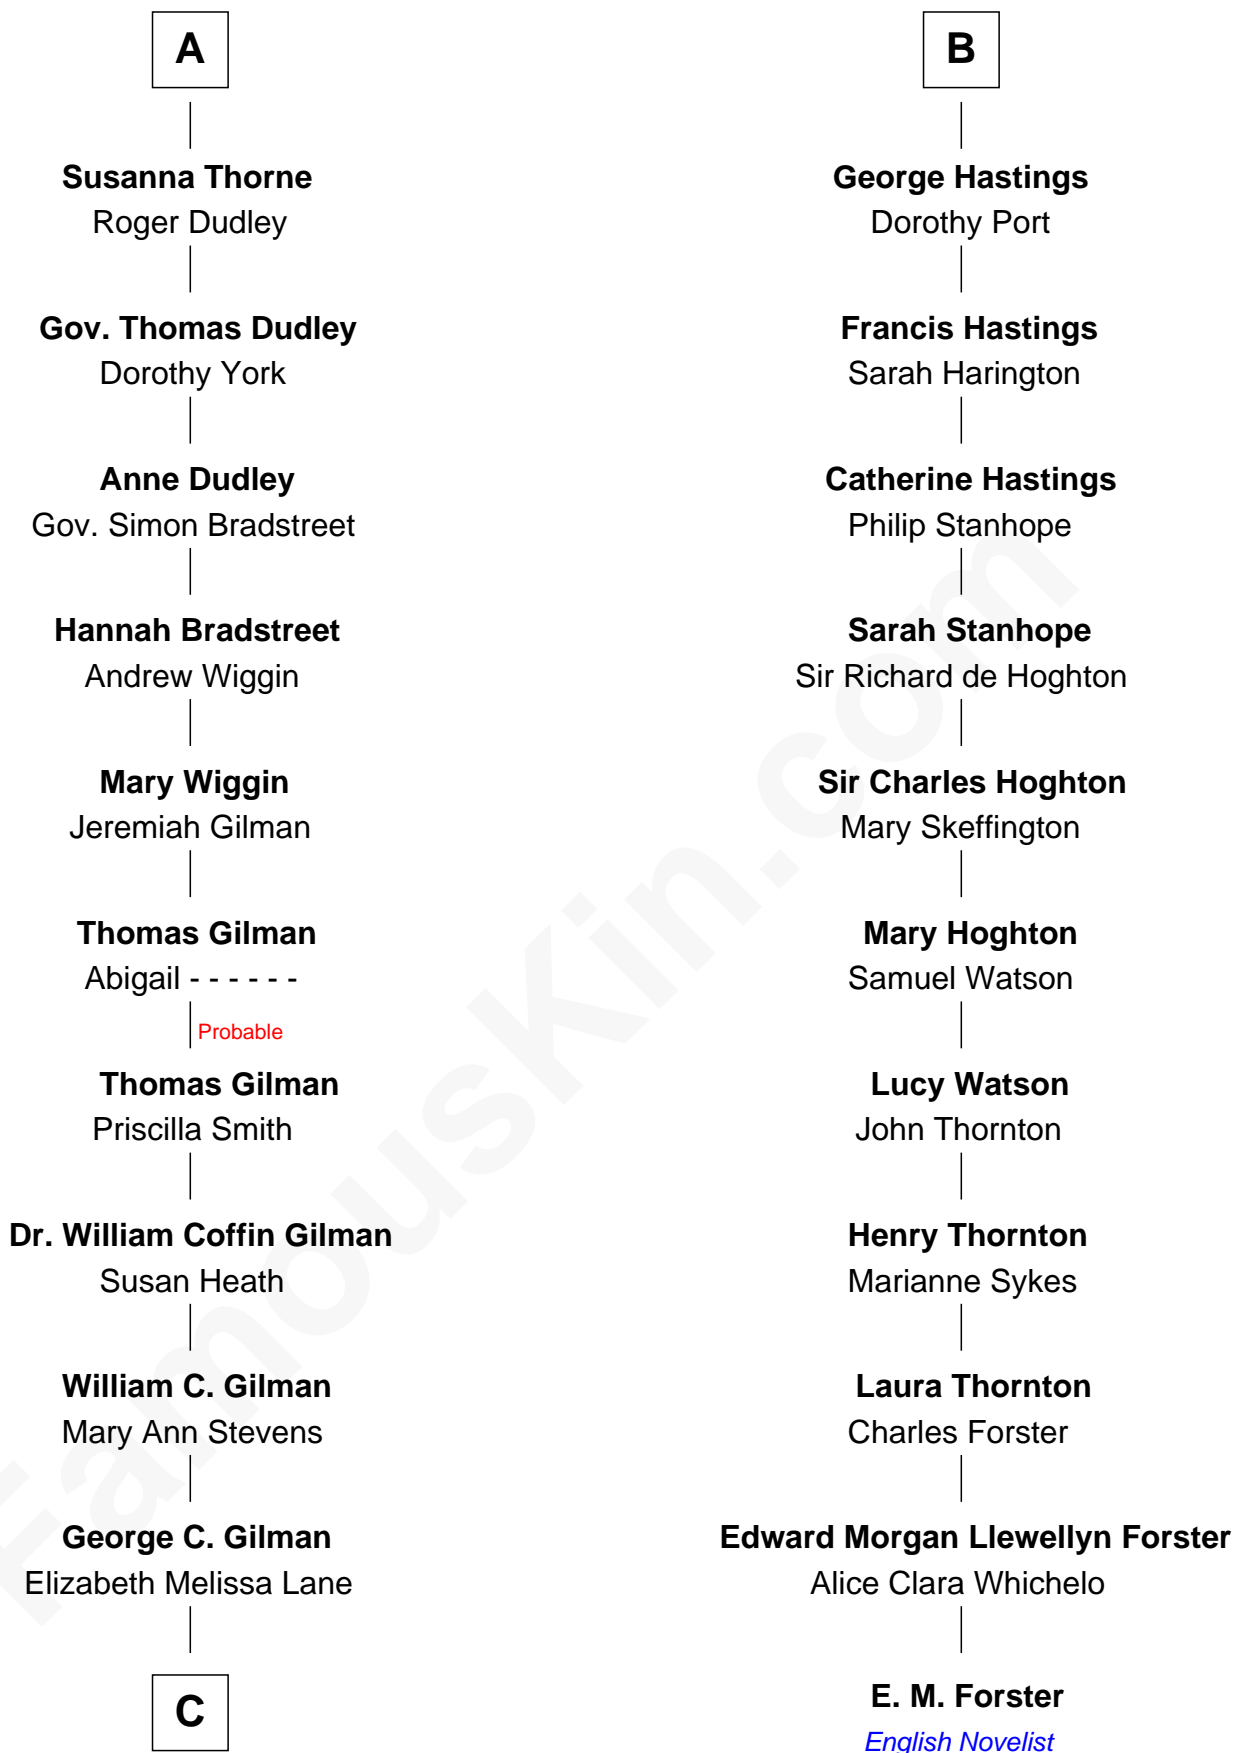 A
Susanna Thorne
Roger Dudley
Gov. Thomas Dudley
Dorothy York
Anne Dudley
Gov. Simon Bradstreet
Hannah Bradstreet
Andrew Wiggin
Mary Wiggin
Jeremiah Gilman
Thomas Gilman
Abigail - - - - - -
Probable
Thomas Gilman
Priscilla Smith
Dr. William Coffin Gilman
Susan Heath
William C. Gilman
Mary Ann Stevens
George C. Gilman
Elizabeth Melissa Lane
C
B
George Hastings
Dorothy Port
Francis Hastings
Sarah Harington
Catherine Hastings
Philip Stanhope
Sarah Stanhope
Sir Richard de Hoghton
Sir Charles Hoghton
Mary Skeffington
Mary Hoghton
Samuel Watson
Lucy Watson
John Thornton
Henry Thornton
Marianne Sykes
Laura Thornton
Charles Forster
Edward Morgan Llewellyn Forster
Alice Clara Whichelo
E. M. Forster
English Novelist
FamousKin.com